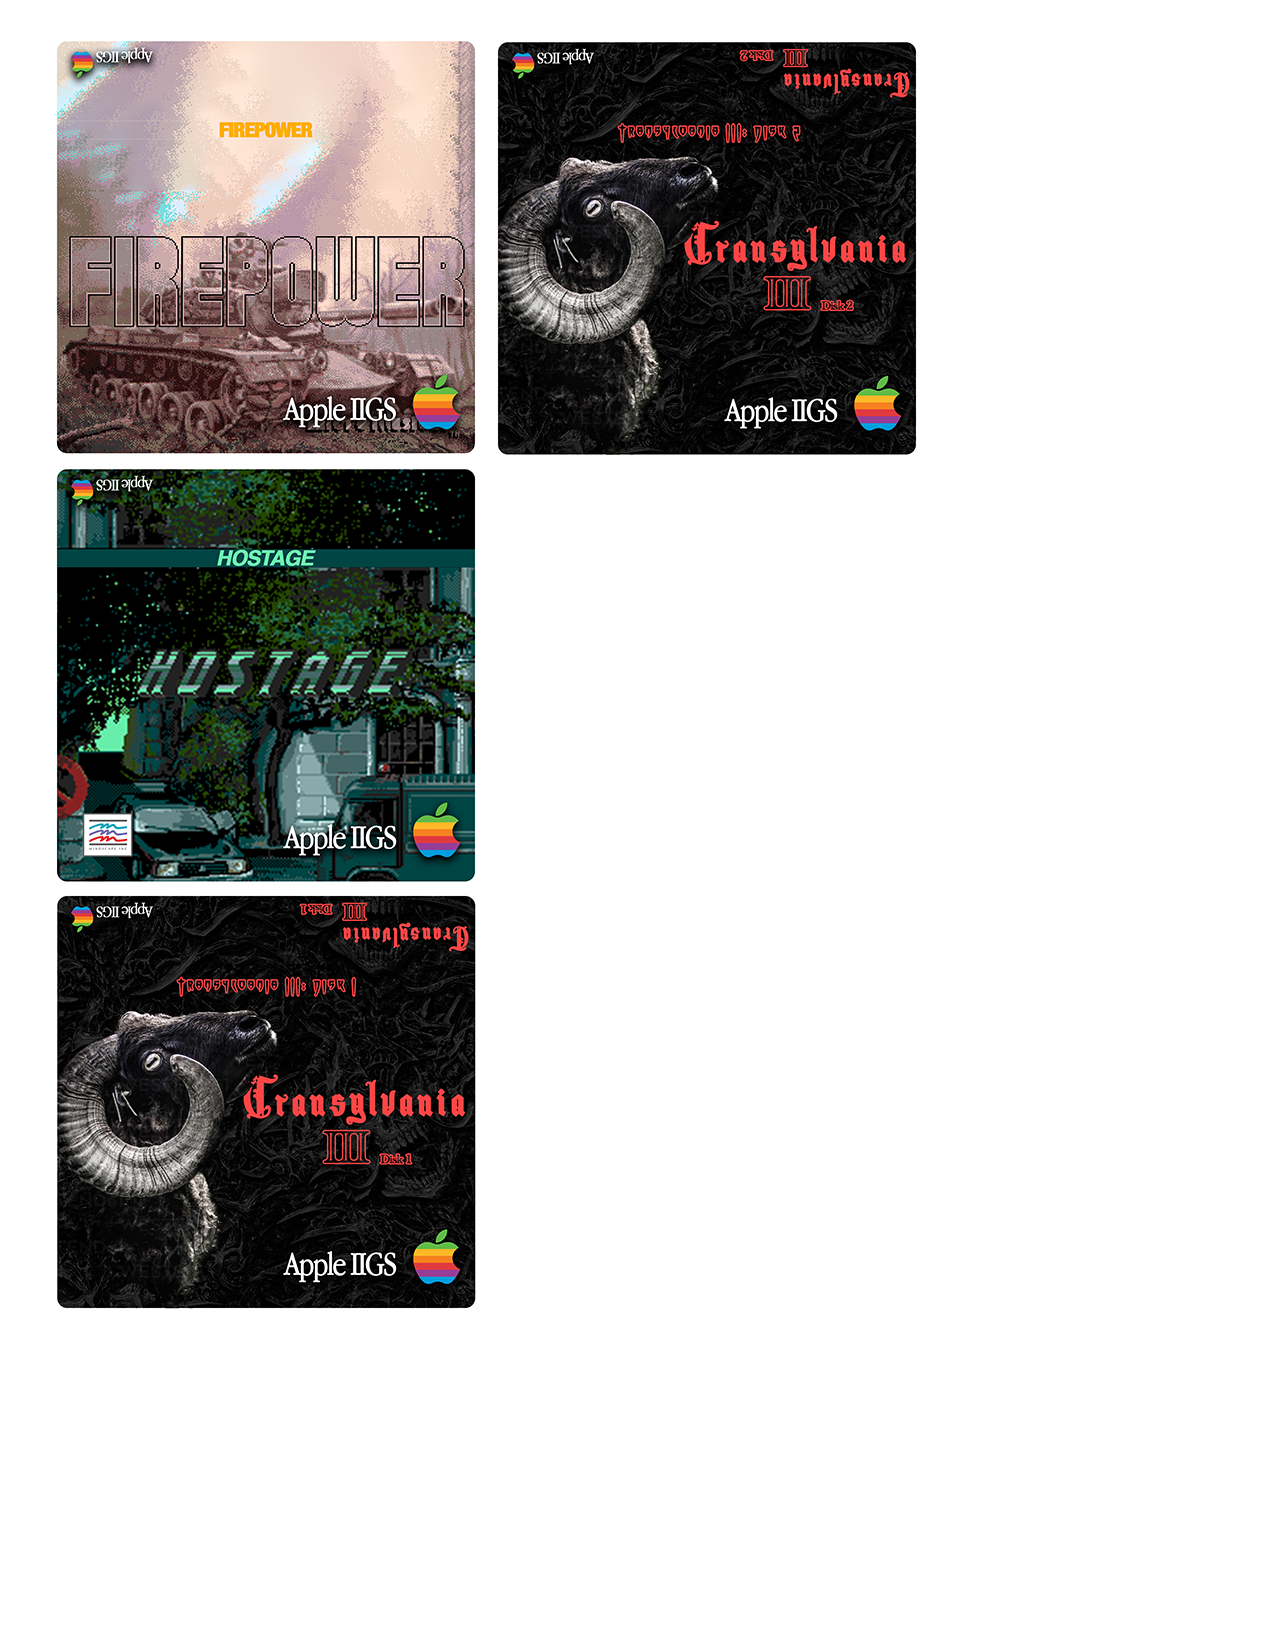 Apple IIGS
FIREPOWER
FIREPOWER
Apple IIGS
Apple IIGS
Transylvania
III
Disk 2
Transylvania III: Disk 2
Transylvania
III Disk 2
Apple IIGS
Apple IIGS
HOSTAGE
HOSTAGE
MINDSCAPE INC
Apple IIGS
Apple IIGS
Transylvania
III
Disk 1
Transylvania III: Disk 1
Transylvania
III Disk 1
Apple IIGS